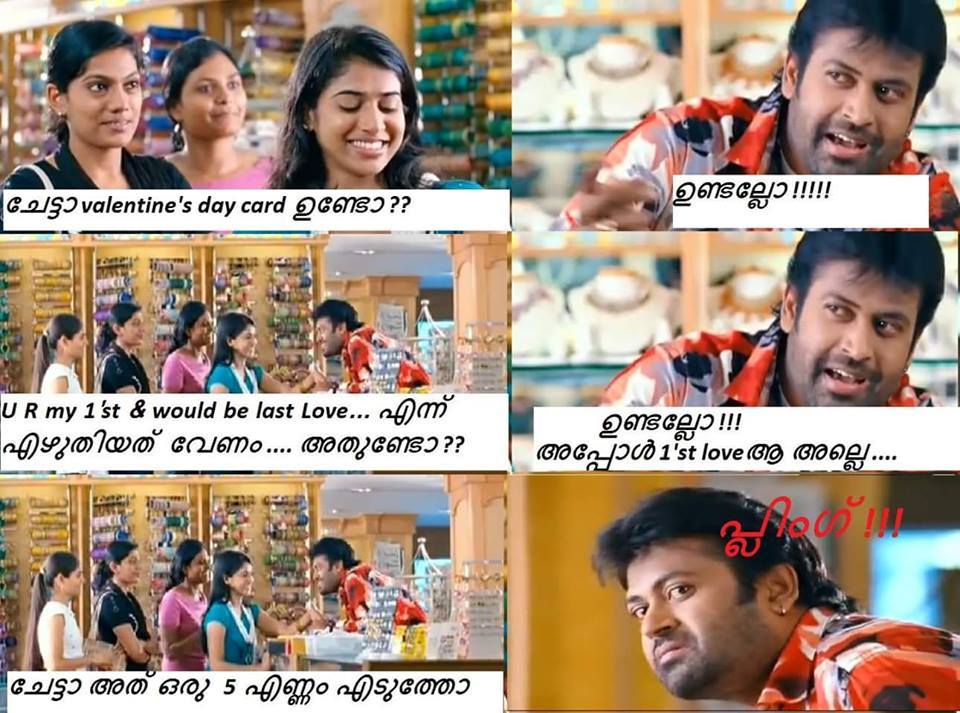 ചേട്ടാ valentine's day card ഉണ്ടോ ??
ഉണ്ടല്ലോ !!!!!
U R my 1'st & would be last Love... എന്ന്
എഴുതിയത് വേണം .... അതുണ്ടോ ??
ഉണ്ടല്ലോ !!!
അപ്പോൾ 1'st love ആ അല്ലെ ....
ചേട്ടാ അത് ഒരു 5 എണ്ണം എടുത്തോ
പ്ലിംഗ് !!!